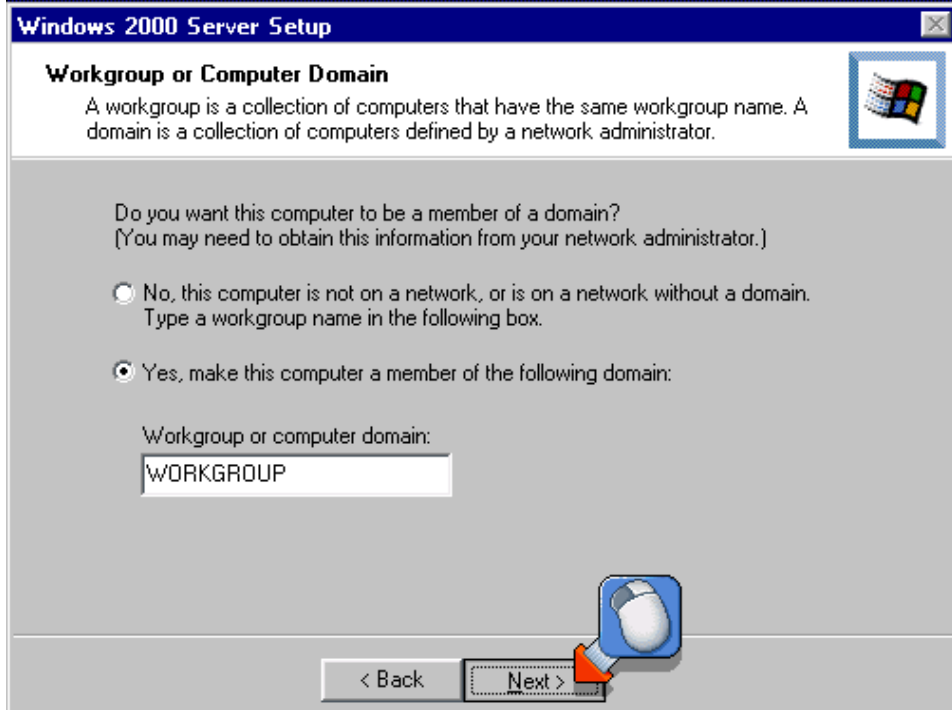 Windows 2000 Server Setup
Workgroup or Computer Domain
A workgroup is a collection of computers that have the same workgroup name. A
domain is a collection of computers defined by a network administrator.
Do you want this computer to be a member of a domain?
(You may need to obtain this information from your network administrator.)
No, this computer is not on a network, or is on a network without a domain.
Type a workgroup name in the following box.
Yes, make this computer a member of the following domain:
Workgroup or computer domain:
WORKGROUP
< Back
Next >